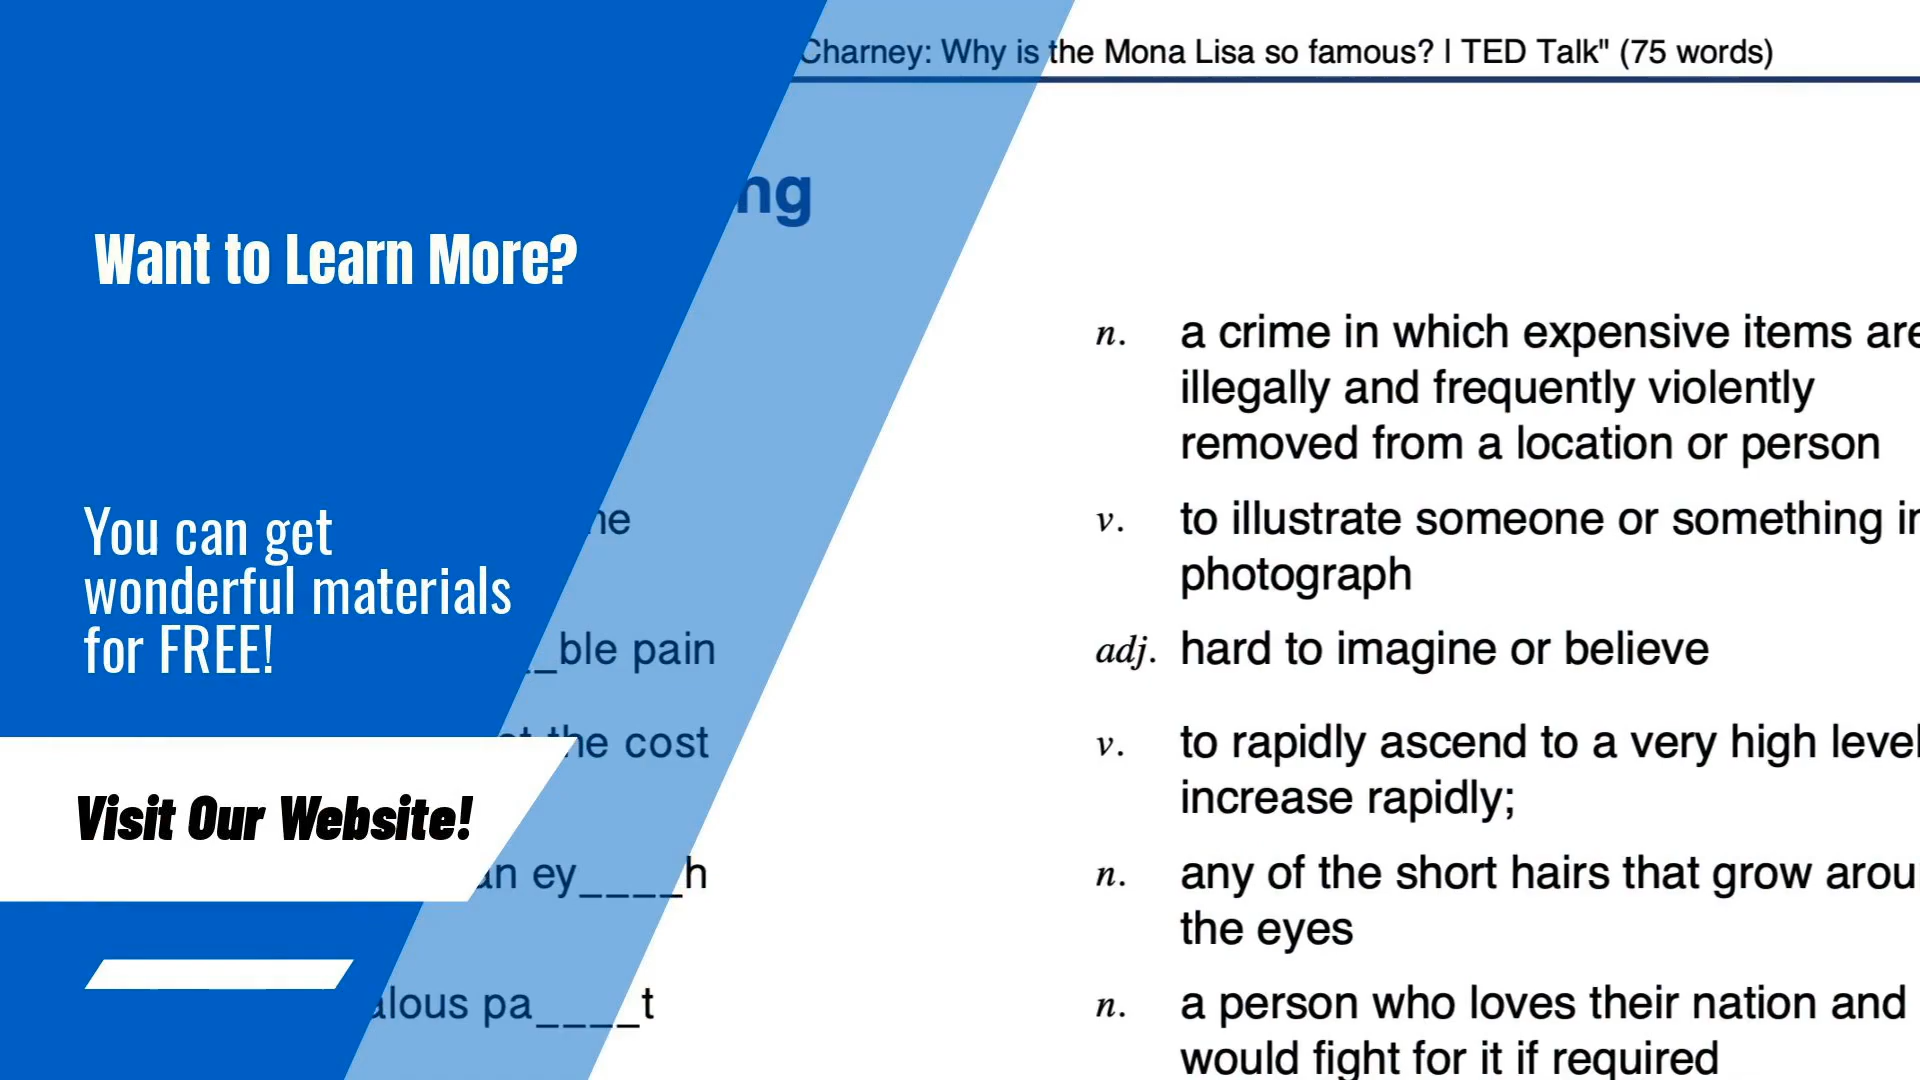 Charney: Why is the Mona Lisa so famous? | TED Talk" (75 words)
Want to Learn More?
You can get
wonderful materials
for FREE!
Visit Our Website!
ng
ne
_ble pain
the cost
an ey____h
alous pa____t
n. a crime in which expensive items are
illegally and frequently violently
removed from a location or person
v. to illustrate someone or something in
photograph
adj. hard to imagine or believe
v. to rapidly ascend to a very high level
increase rapidly;
n. any of the short hairs that grow arou
the eyes
n. a person who loves their nation and
would fight for it if required